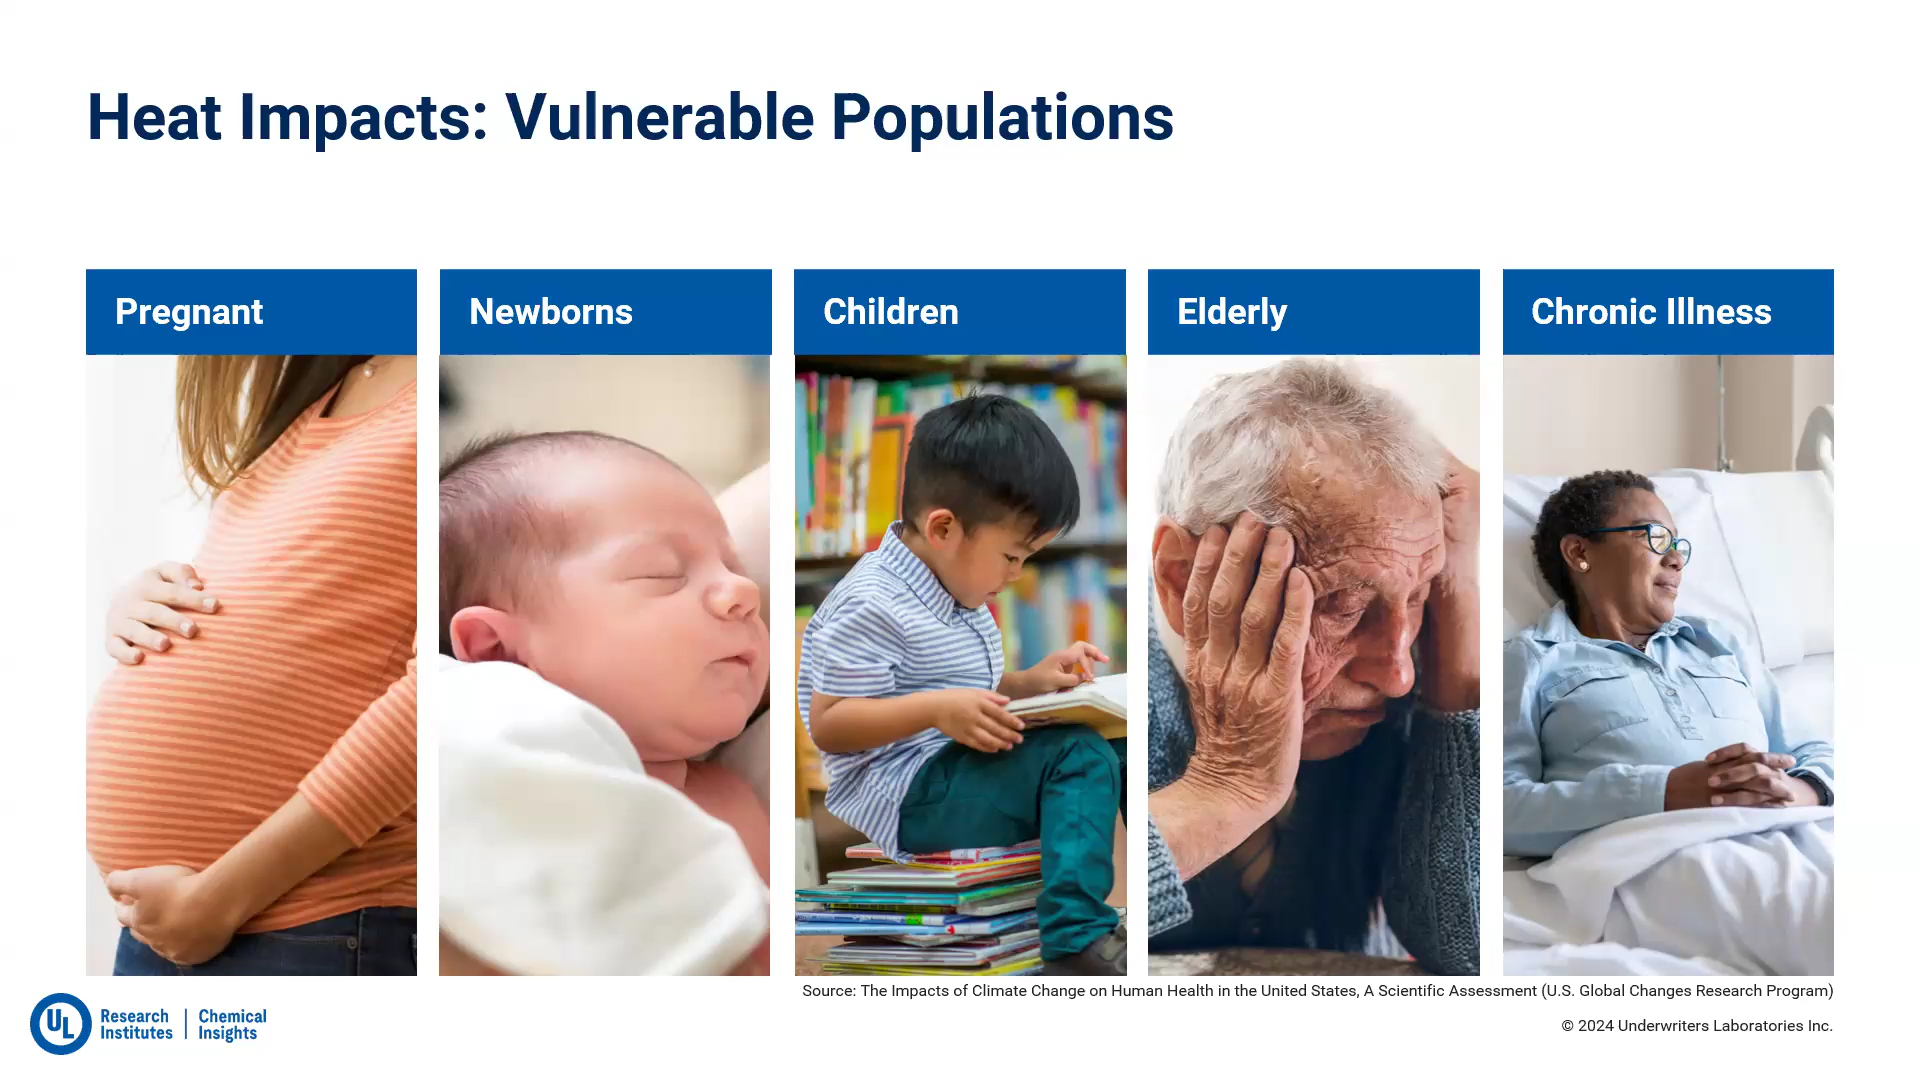 Heat Impacts: Vulnerable Populations
Pregnant
Newborns
Children
Elderly
Chronic Illness
Source: The Impacts of Climate Change on Human Health in the United States, A Scientific Assessment (U.S. Global Changes Research Program)
UL
Research Institutes | Chemical Insights
© 2024 Underwriters Laboratories Inc.